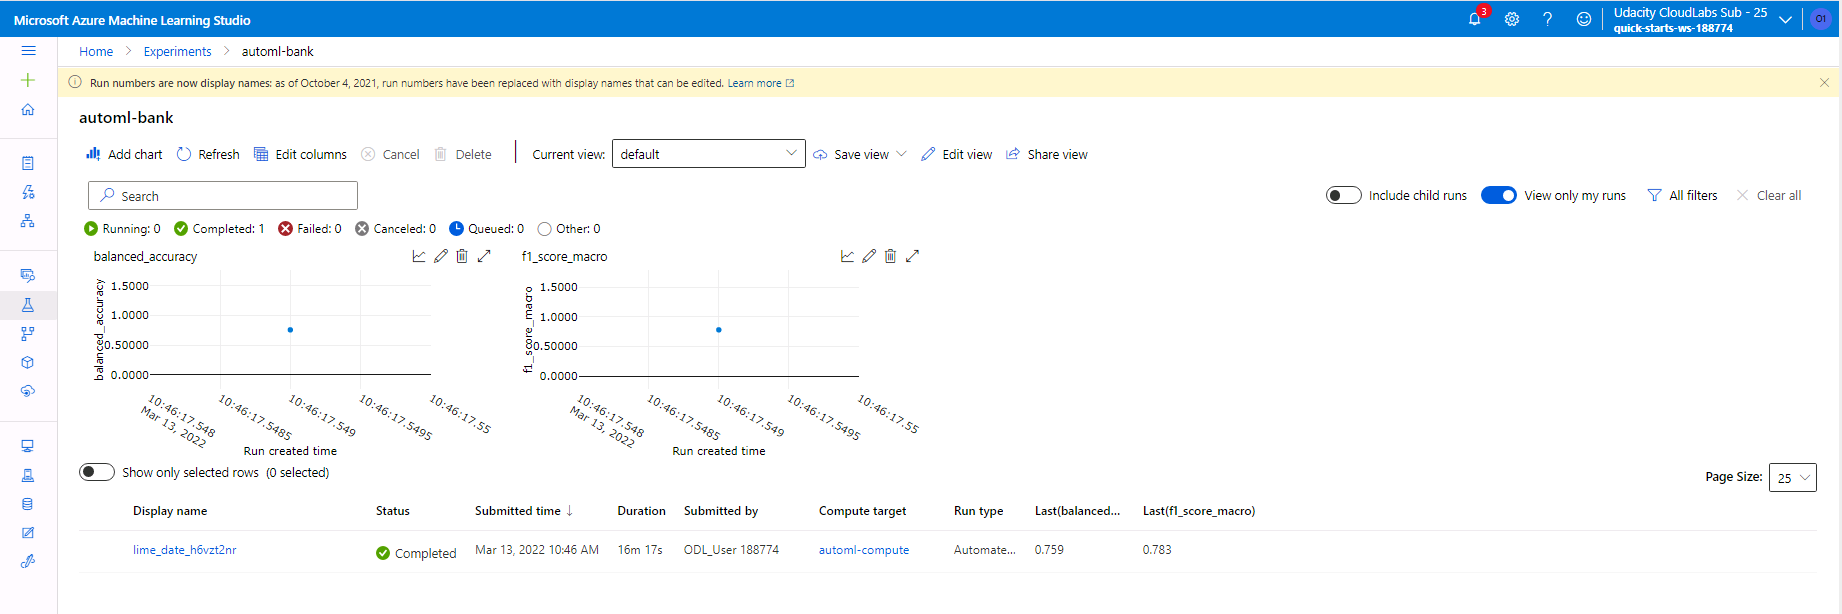 Microsoft Azure Machine Learning Studio
3
Udacity CloudLabs Sub - 25
quick-starts-ws-188774
O1
Home > Experiments > automl-bank
Run numbers are now display names: as of October 4, 2021, run numbers have been replaced with display names that can be edited. Learn more
automl-bank
Add chart Refresh Edit columns Cancel Delete Current view: default Save view Edit view Share view
Search
Include child runs View only my runs All filters Clear all
Running: 0 Completed: 1 Failed: 0 Canceled: 0 Queued: 0 Other: 0
balanced_accuracy
balanced_accuracy
1.5000
1.0000
0.50000
0.0000
10:46:17.548
Mar 13, 2022
10:46:17.5485
10:46:17.549
10:46:17.5495
10:46:17.55
Run created time
f1_score_macro
f1_score_macro
1.5000
1.0000
0.50000
0.0000
10:46:17.548
Mar 13, 2022
10:46:17.5485
10:46:17.549
10:46:17.5495
10:46:17.55
Run created time
Show only selected rows (0 selected)
Page Size: 25
Display name Status Submitted time ↓ Duration Submitted by Compute target Run type Last(balanced... Last(f1_score_macro)
lime_date_h6vzt2nr Completed Mar 13, 2022 10:46 AM 16m 17s ODL_User 188774 automl-compute Automate... 0.759 0.783